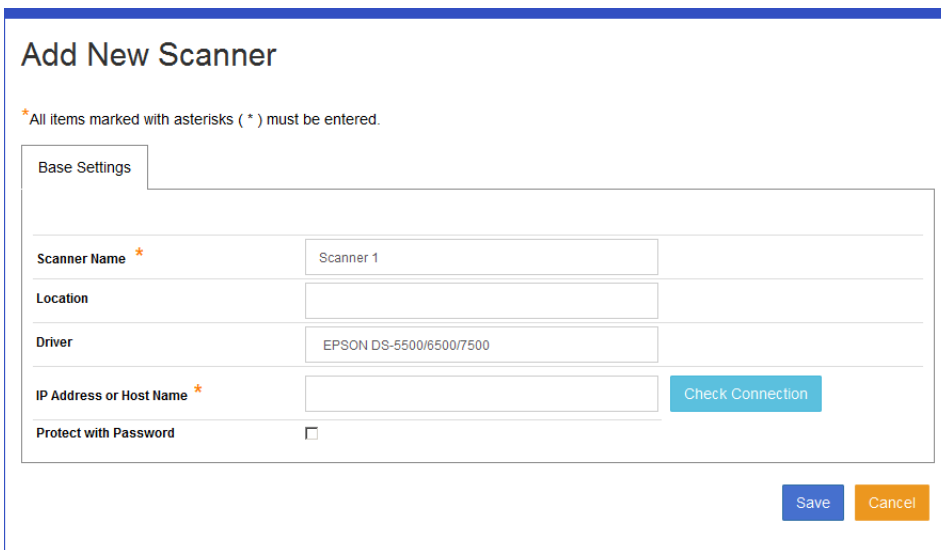 Add New Scanner
*All items marked with asterisks ( * ) must be entered.
Base Settings
Scanner Name * Scanner 1
Location
Driver EPSON DS-5500/6500/7500
IP Address or Host Name * Check Connection
Protect with Password
Save Cancel